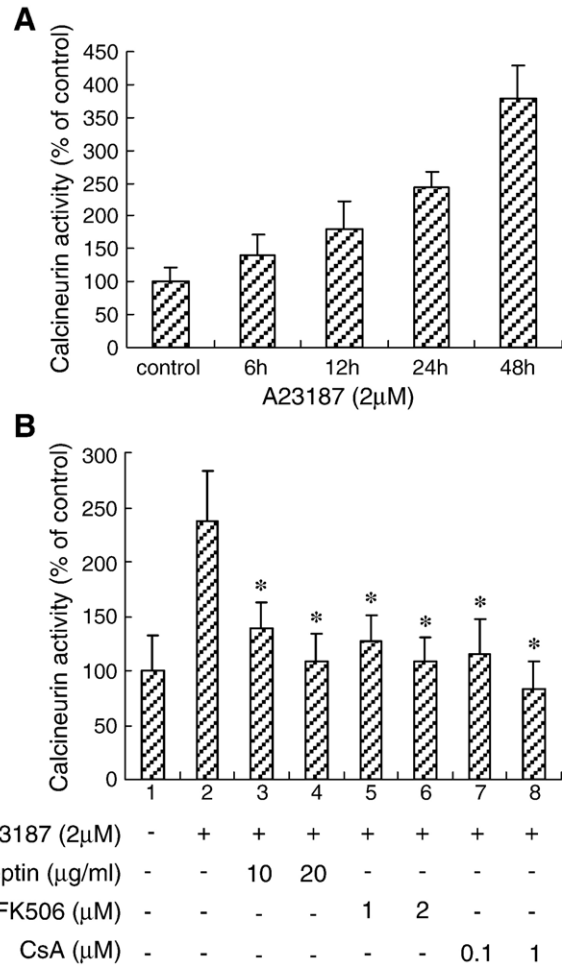 A
Calcineurin activity (% of control)
450
400
350
300
250
200
150
100
50
0
control 6h 12h 24h 48h
A23187 (2μM)
B
Calcineurin activity (% of control)
300
250
200
150
100
50
0
* * * * * *
1 2 3 4 5 6 7 8
3187 (2μM) - + + + + + + +
ptin (μg/ml) - - 10 20 - - - -
FK506 (μM) - - - - 1 2 - -
CsA (μM) - - - - - - 0.1 1